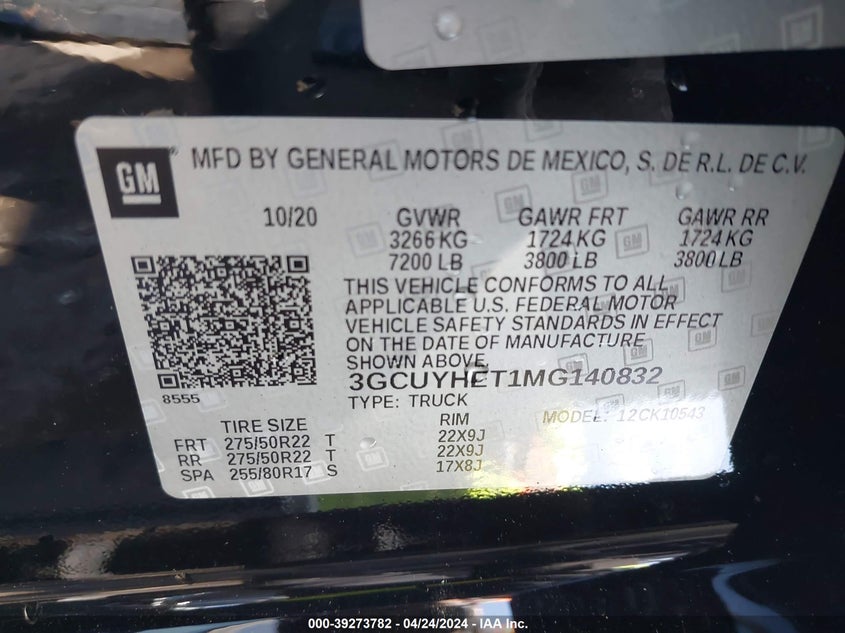 GM ® MFD BY GENERAL MOTORS DE MEXICO, S. DE R.L. DE C.V.
10/20 GVWR GAWR FRT GAWR RR
3266 KG 1724 KG 1724 KG
7200 LB 3800 LB 3800 LB
THIS VEHICLE CONFORMS TO ALL
APPLICABLE U.S. FEDERAL MOTOR
VEHICLE SAFETY STANDARDS IN EFFECT
ON THE DATE OF MANUFACTURE
SHOWN ABOVE.
3GCUYHET1MG140832
8555
TYPE: TRUCK
MODEL: 12CK10543
TIRE SIZE RIM
FRT 275/50R22 T 22X9J
RR 275/50R22 T 22X9J
SPA 255/80R17 S 17X8J
000-39273782 - 04/24/2024 - IAA Inc.